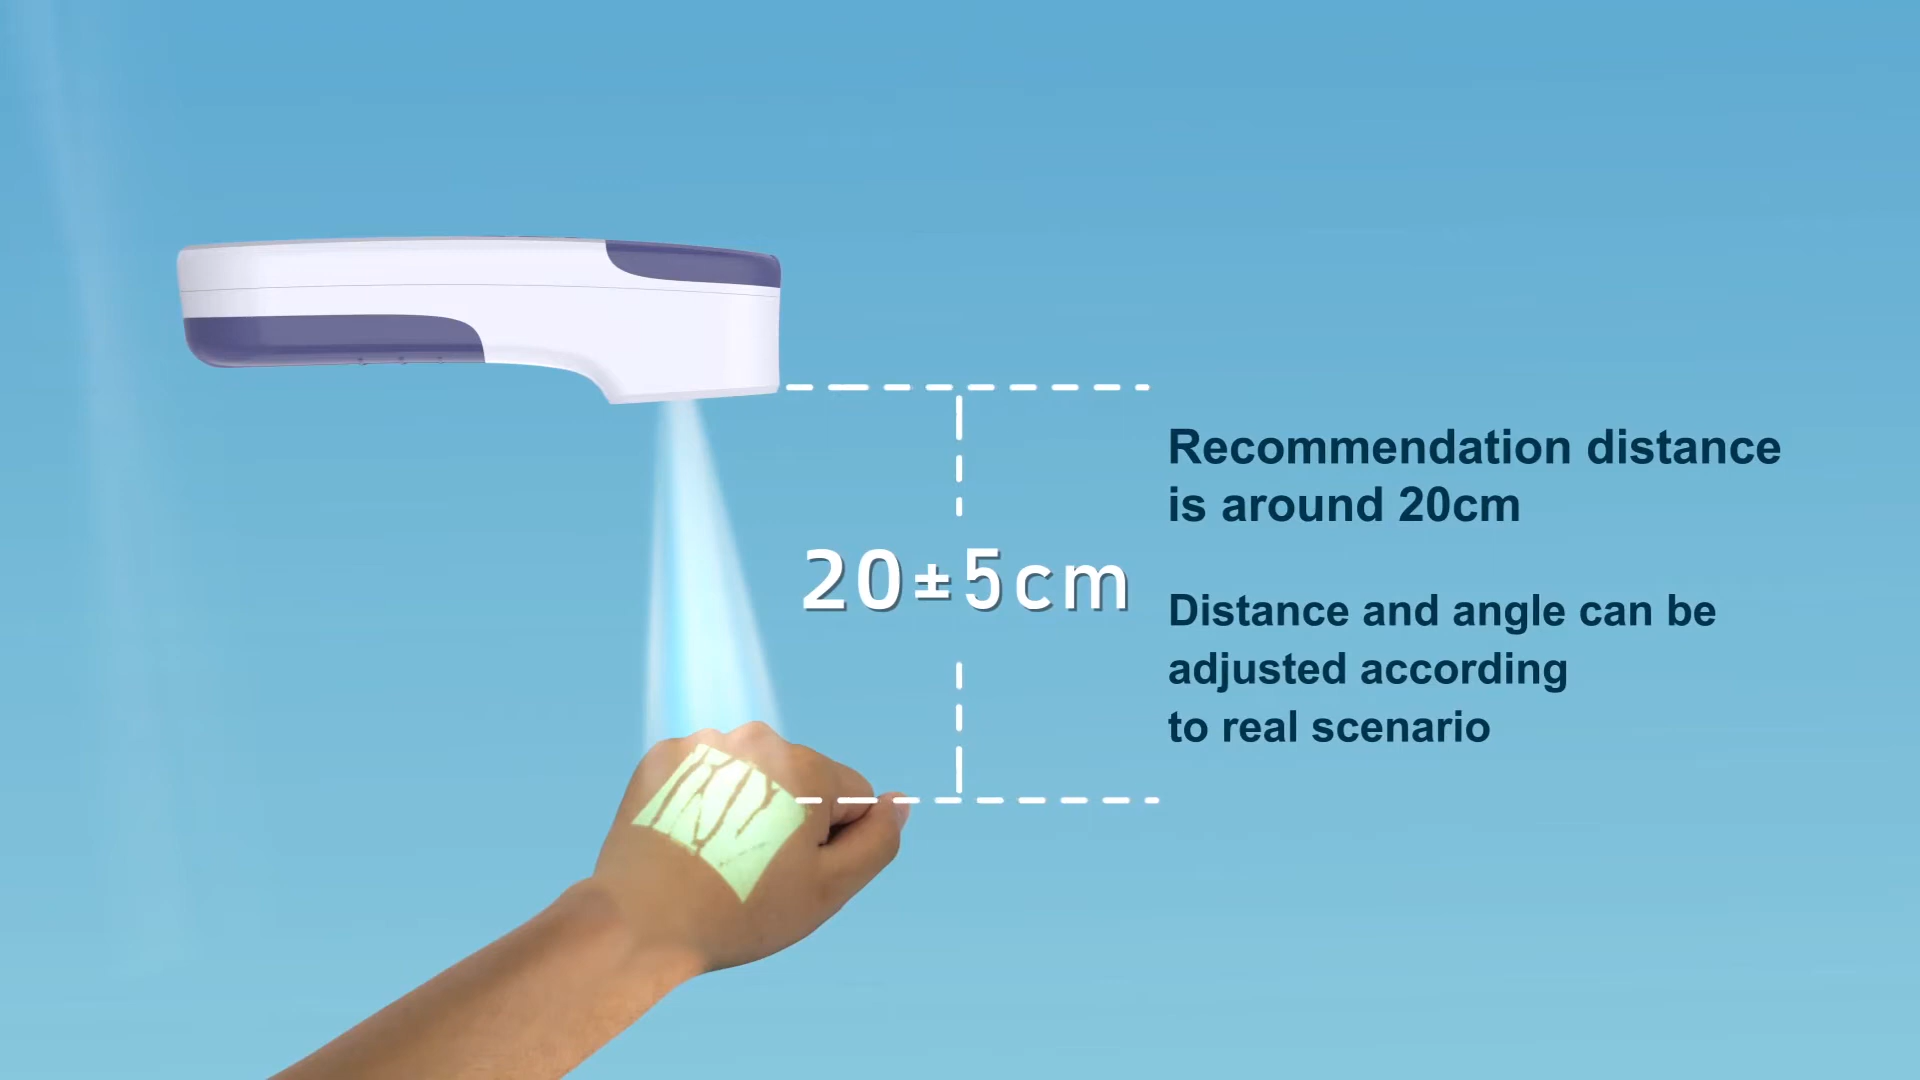 Recommendation distance
is around 20cm
20±5cm
Distance and angle can be
adjusted according
to real scenario